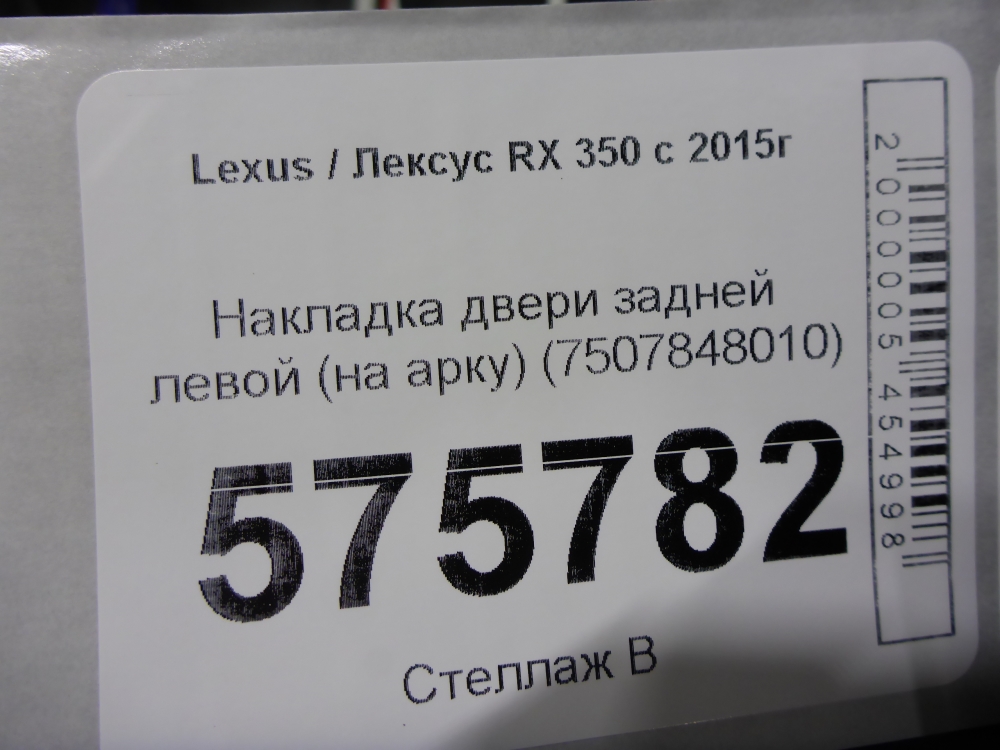 Lexus / Лексус RX 350 с 2015г
Накладка двери задней
левой (на арку) (7507848010)
575782
Стеллаж В
2000005454998